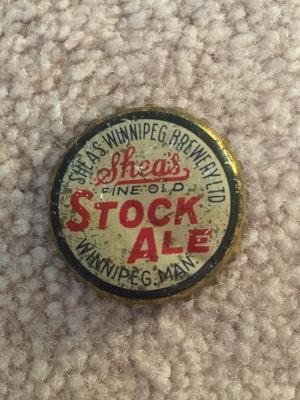 SHEA'S WINNIPEG BREWERY LTD
Shea's
FINE OLD
STOCK
ALE
WINNIPEG, MAN.